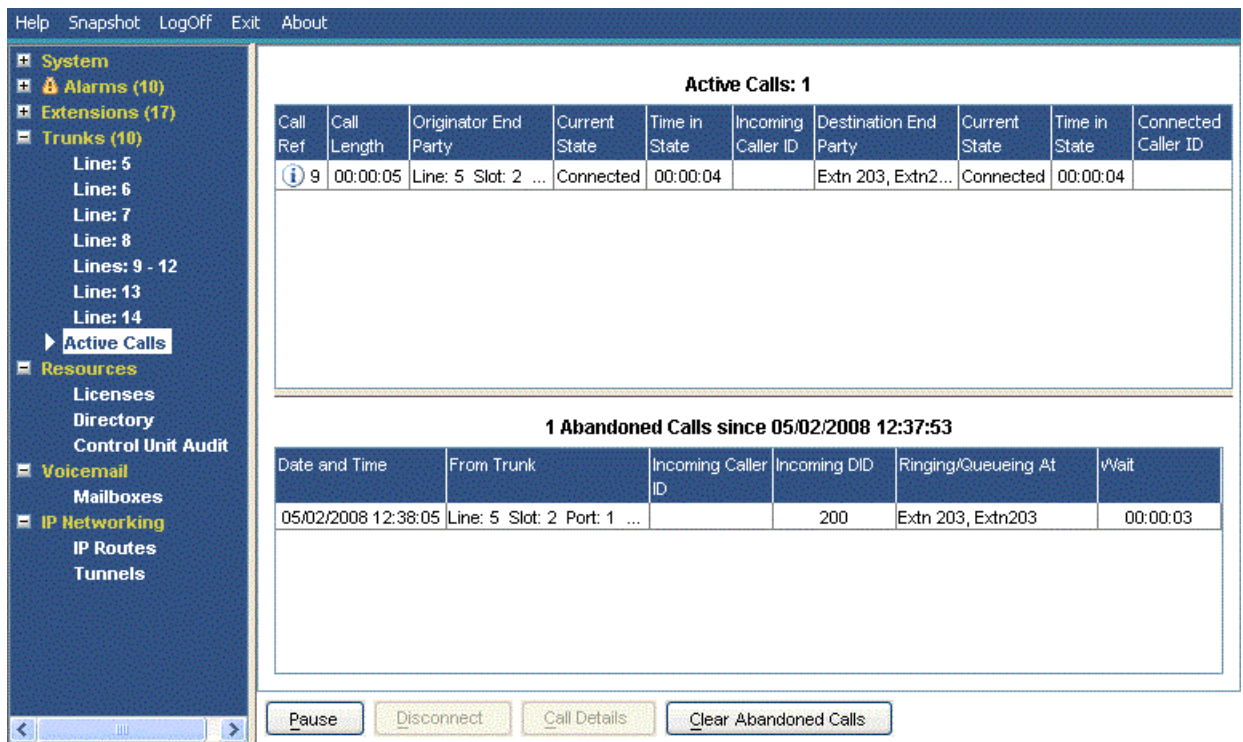 Help Snapshot LogOff Exit About
System
Alarms (10)
Extensions (17)
Trunks (10)
Line: 5
Line: 6
Line: 7
Line: 8
Lines: 9 - 12
Line: 13
Line: 14
Active Calls
Resources
Licenses
Directory
Control Unit Audit
Voicemail
Mailboxes
IP Networking
IP Routes
Tunnels
Active Calls: 1
Call Ref Call Length Originator End Party Current State Time in State Incoming Caller ID Destination End Party Current State Time in State Connected Caller ID
9 00:00:05 Line: 5 Slot: 2 ... Connected 00:00:04 Extn 203, Extn2... Connected 00:00:04
1 Abandoned Calls since 05/02/2008 12:37:53
Date and Time From Trunk Incoming Caller ID Incoming DID Ringing/Queueing At Wait
05/02/2008 12:38:05 Line: 5 Slot: 2 Port: 1 ... 200 Extn 203, Extn203 00:00:03
Pause Disconnect Call Details Clear Abandoned Calls